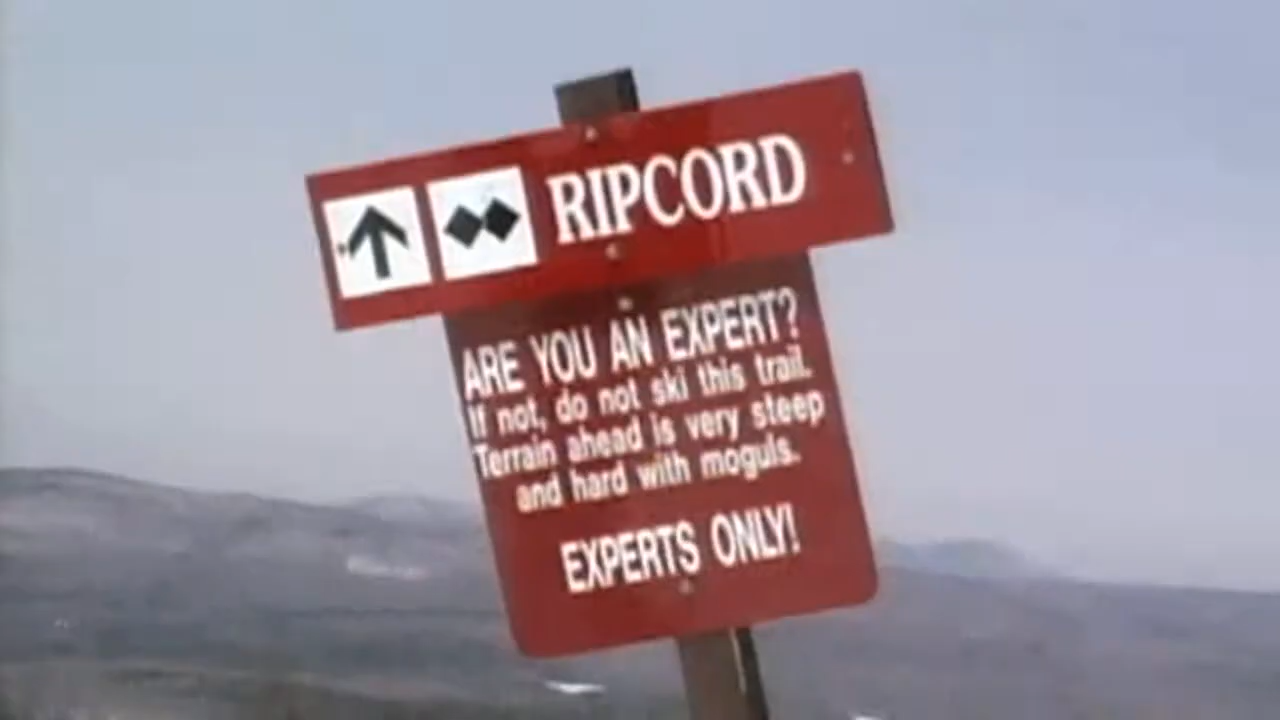 RIPCORD
ARE YOU AN EXPERT?
If not, do not ski this trail.
Terrain ahead is very steep
and hard with moguls.
EXPERTS ONLY!